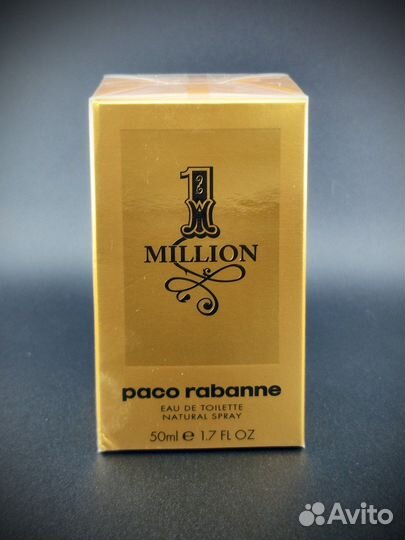 1
MILLION
paco rabanne
EAU DE TOILETTE
NATURAL SPRAY
50ml e 1.7 FL OZ
Avito